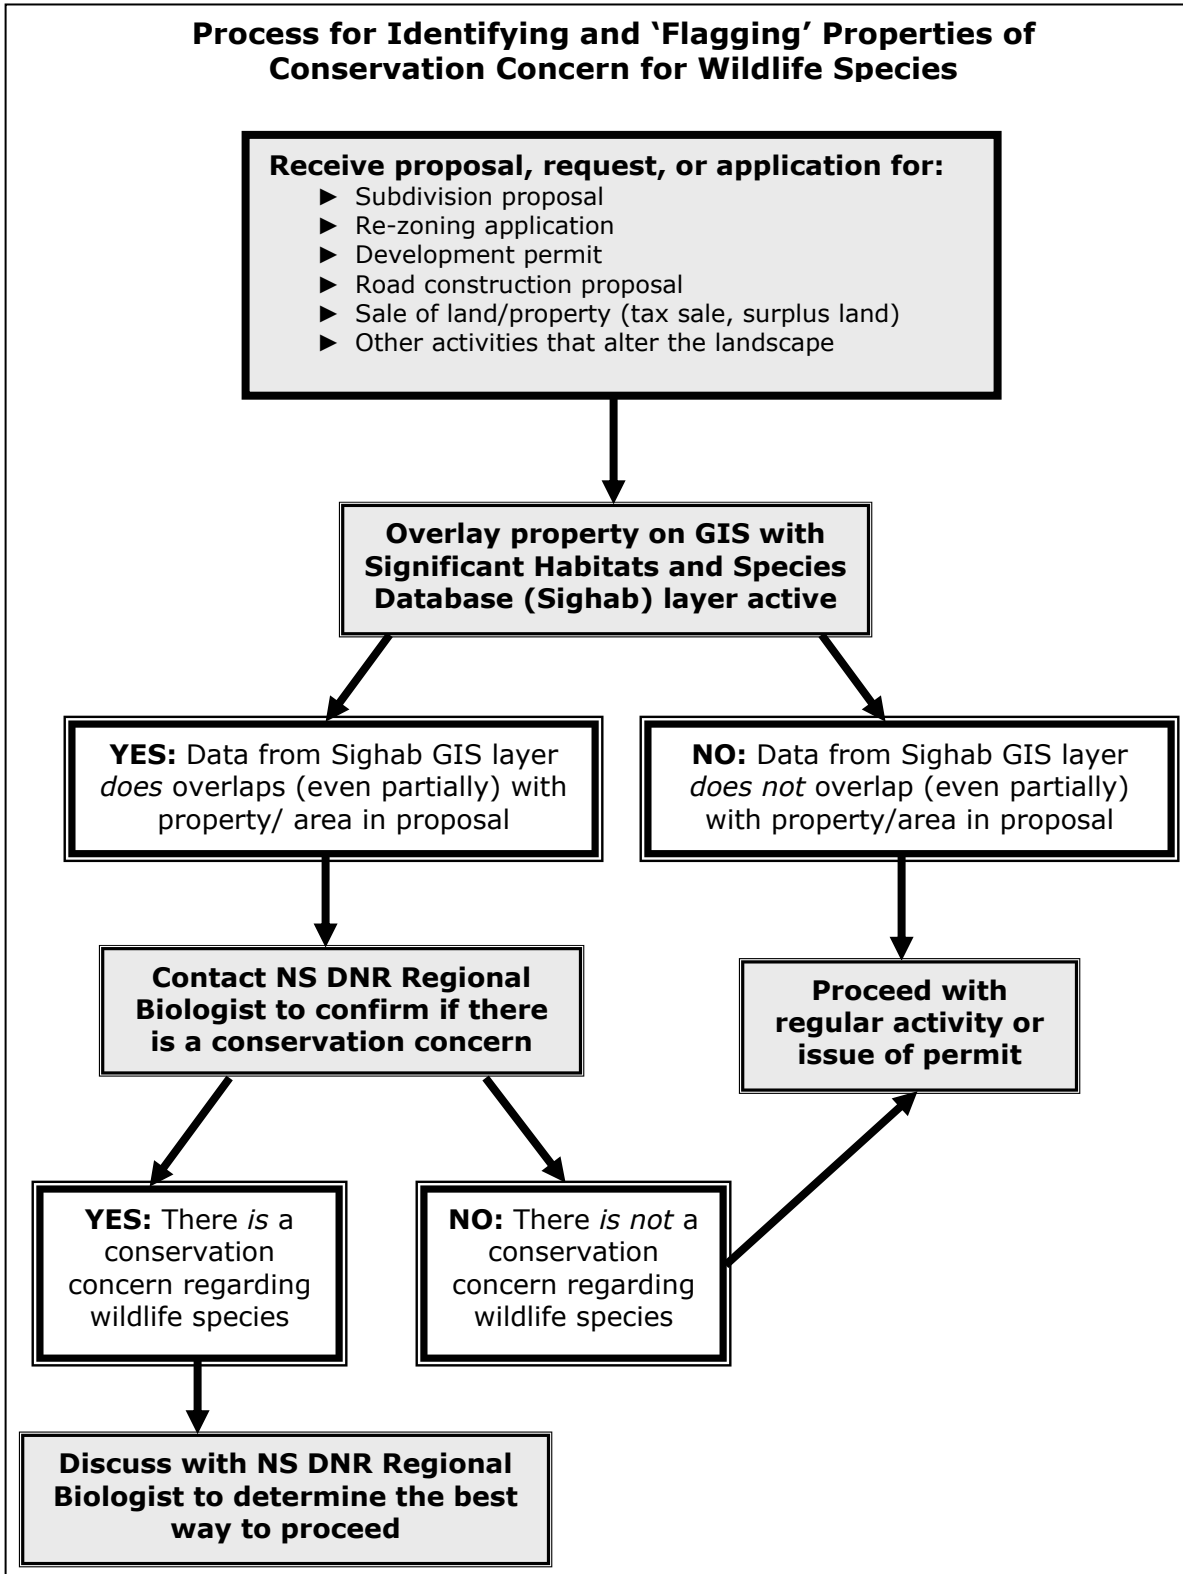 Process for Identifying and ‘Flagging’ Properties of
Conservation Concern for Wildlife Species
Receive proposal, request, or application for:
► Subdivision proposal
► Re-zoning application
► Development permit
► Road construction proposal
► Sale of land/property (tax sale, surplus land)
► Other activities that alter the landscape
Overlay property on GIS with
Significant Habitats and Species
Database (Sighab) layer active
YES: Data from Sighab GIS layer
does overlaps (even partially) with
property/ area in proposal
NO: Data from Sighab GIS layer
does not overlap (even partially)
with property/area in proposal
Contact NS DNR Regional
Biologist to confirm if there
is a conservation concern
Proceed with
regular activity or
issue of permit
YES: There is a
conservation
concern regarding
wildlife species
NO: There is not a
conservation
concern regarding
wildlife species
Discuss with NS DNR Regional
Biologist to determine the best
way to proceed